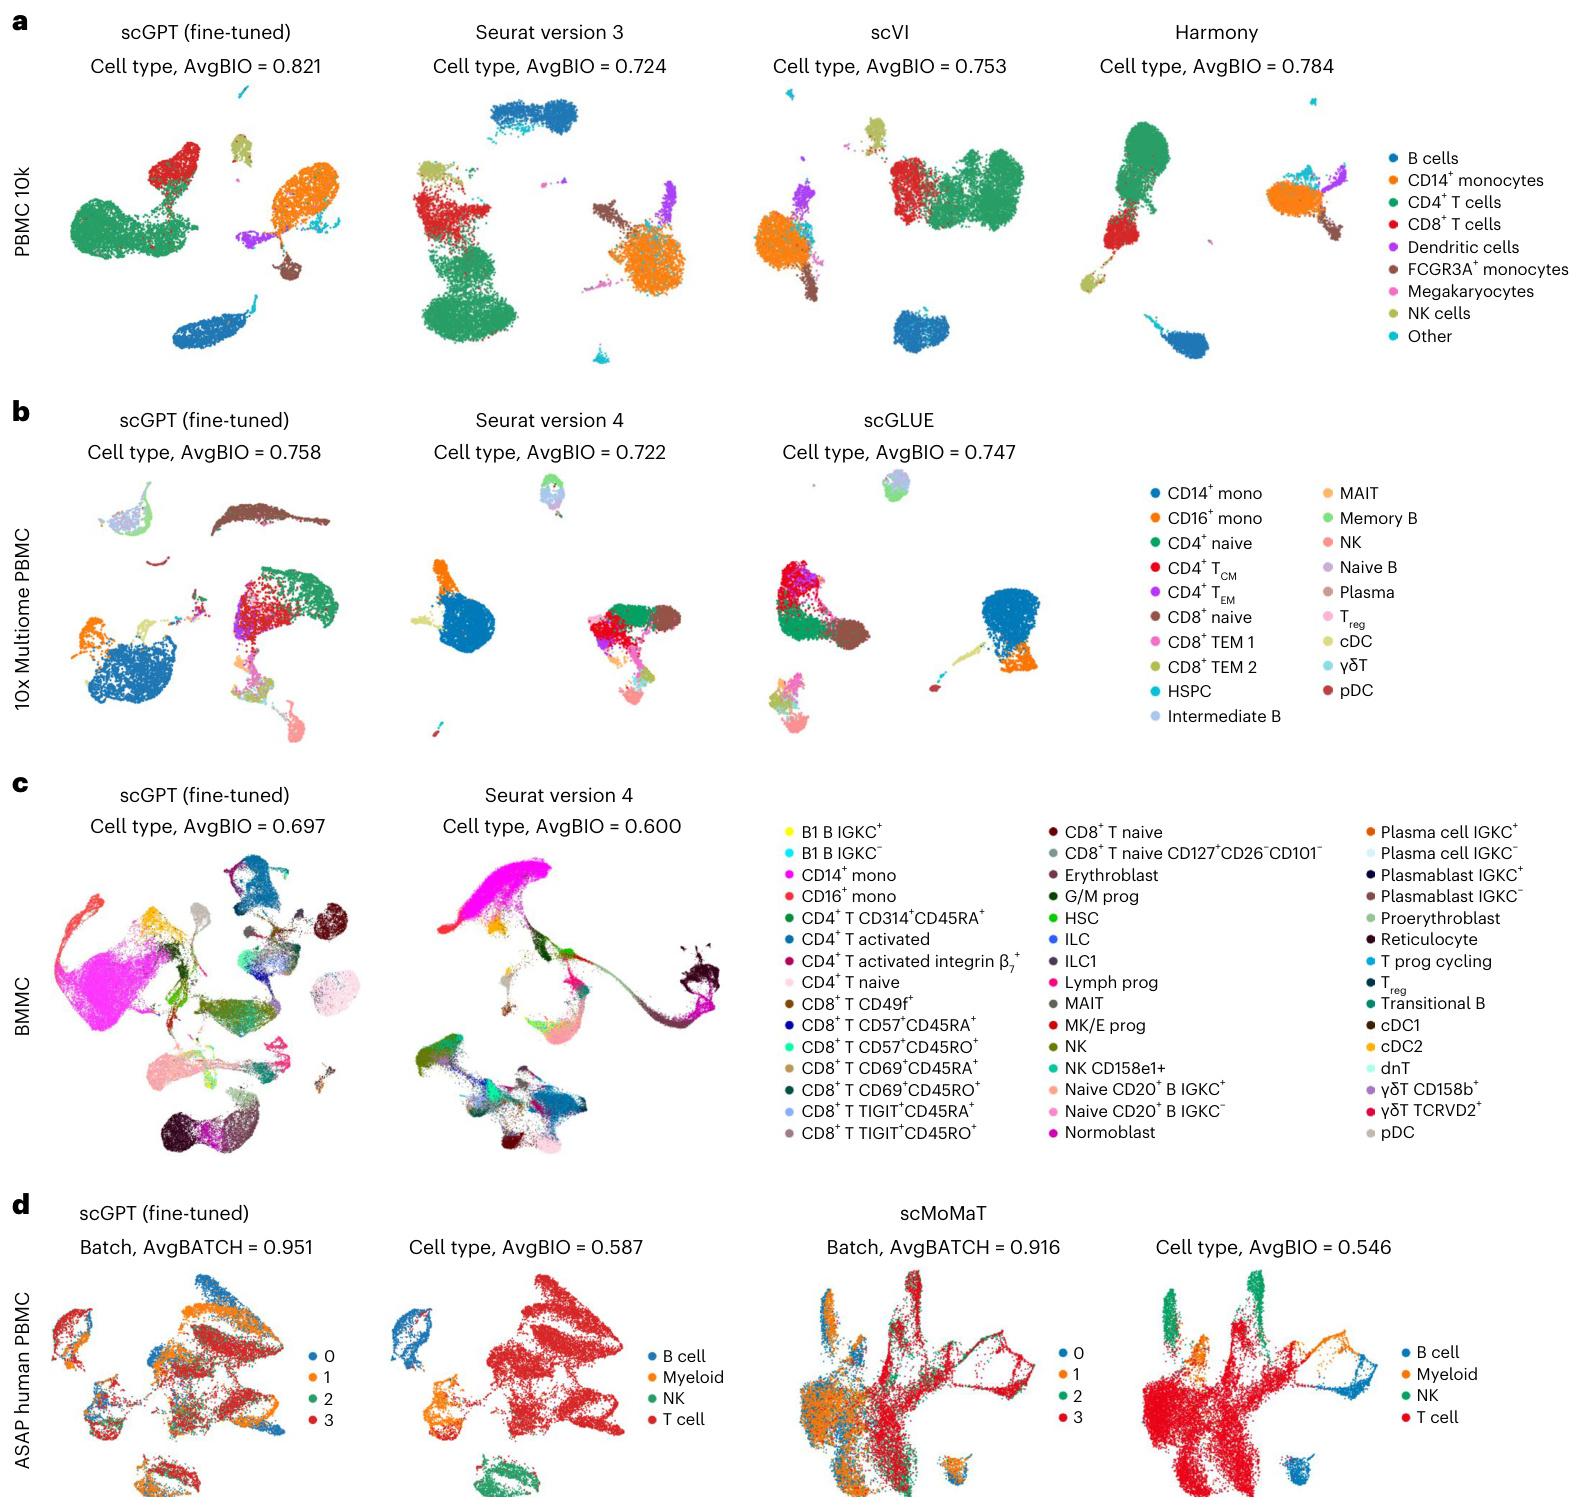 a
scGPT (fine-tuned)
Cell type, AvgBIO = 0.821
Seurat version 3
Cell type, AvgBIO = 0.724
scVI
Cell type, AvgBIO = 0.753
Harmony
Cell type, AvgBIO = 0.784
PBMC 10k
B cells
CD14⁺ monocytes
CD4⁺ T cells
CD8⁺ T cells
Dendritic cells
FCGR3A⁺ monocytes
Megakaryocytes
NK cells
Other
b
scGPT (fine-tuned)
Cell type, AvgBIO = 0.758
Seurat version 4
Cell type, AvgBIO = 0.722
scGLUE
Cell type, AvgBIO = 0.747
10x Multiome PBMC
CD14⁺ mono
CD16⁺ mono
CD4⁺ naive
CD4⁺ TCM
CD4⁺ TEM
CD8⁺ naive
CD8⁺ TEM 1
CD8⁺ TEM 2
HSPC
Intermediate B
MAIT
Memory B
NK
Naive B
Plasma
Treg
cDC
γδT
pDC
c
scGPT (fine-tuned)
Cell type, AvgBIO = 0.697
Seurat version 4
Cell type, AvgBIO = 0.600
BMMC
B1 B IGKC⁺
B1 B IGKC⁻
CD14⁺ mono
CD16⁺ mono
CD4⁺ T CD314⁺CD45RA⁺
CD4⁺ T activated
CD4⁺ T activated integrin β7⁺
CD4⁺ T naive
CD8⁺ T CD49f⁺
CD8⁺ T CD57⁺CD45RA⁺
CD8⁺ T CD57⁺CD45RO⁺
CD8⁺ T CD69⁺CD45RA⁺
CD8⁺ T CD69⁺CD45RO⁺
CD8⁺ T TIGIT⁺CD45RA⁺
CD8⁺ T TIGIT⁺CD45RO⁺
CD8⁺ T naive
CD8⁺ T naive CD127⁺CD26⁻CD101⁻
Erythroblast
G/M prog
HSC
ILC
ILC1
Lymph prog
MAIT
MK/E prog
NK
NK CD158e1+
Naive CD20⁺ B IGKC⁺
Naive CD20⁺ B IGKC⁻
Normoblast
Plasma cell IGKC⁺
Plasma cell IGKC⁻
Plasmablast IGKC⁺
Plasmablast IGKC⁻
Proerythroblast
Reticulocyte
T prog cycling
Treg
Transitional B
cDC1
cDC2
dnT
γδT CD158b⁺
γδT TCRVD2⁺
pDC
d
scGPT (fine-tuned)
Batch, AvgBATCH = 0.951
Cell type, AvgBIO = 0.587
scMoMaT
Batch, AvgBATCH = 0.916
Cell type, AvgBIO = 0.546
ASAP human PBMC
0
1
2
3
B cell
Myeloid
NK
T cell
0
1
2
3
B cell
Myeloid
NK
T cell